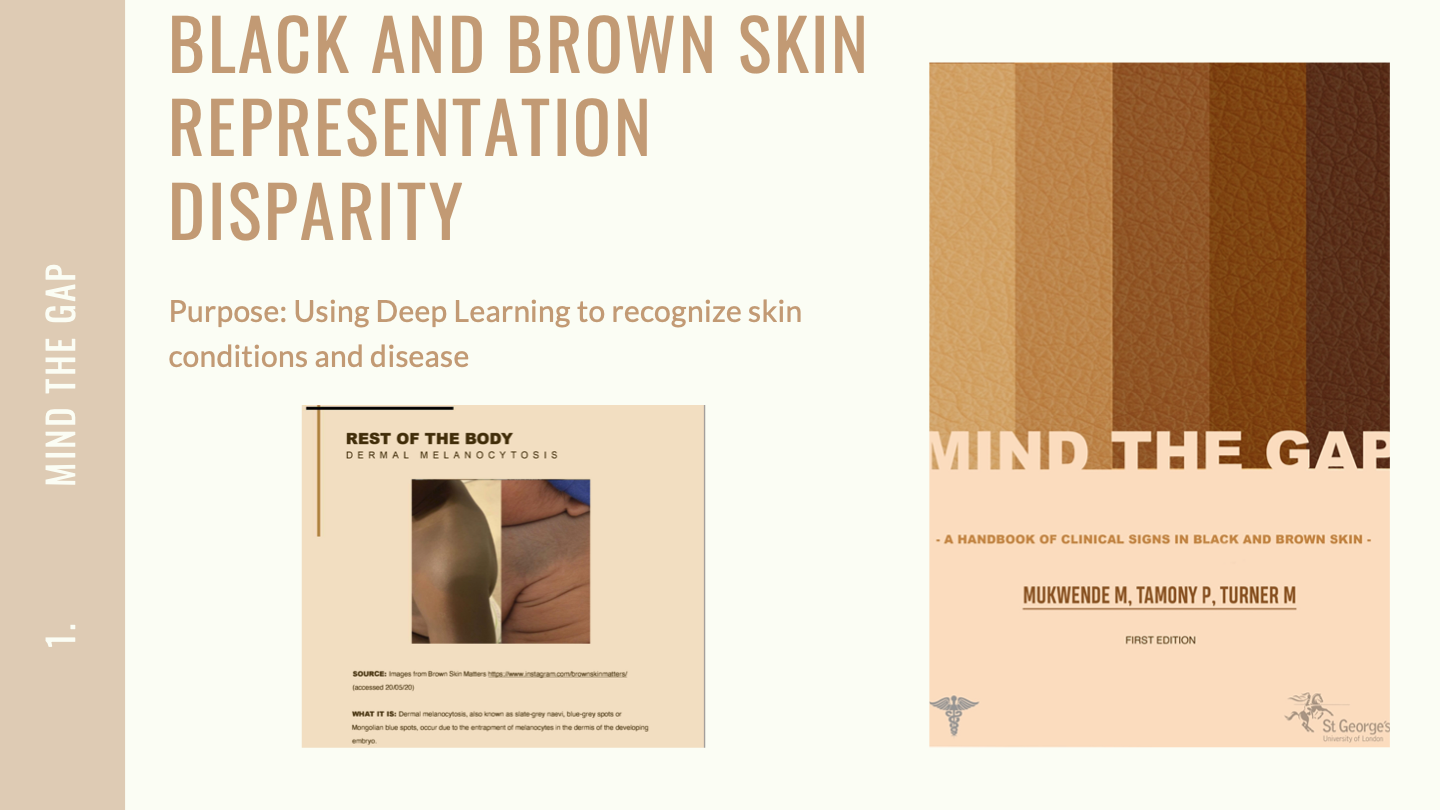 BLACK AND BROWN SKIN
REPRESENTATION
DISPARITY
Purpose: Using Deep Learning to recognize skin
conditions and disease
MIND THE GAP
1.
REST OF THE BODY
DERMAL MELANOCYTOSIS
SOURCE: Images from Brown Skin Matters https://www.instagram.com/brownskinmatters/
(accessed 20/05/20)
WHAT IT IS: Dermal melanocytosis, also known as slate-grey naevi, blue-grey spots or
Mongolian blue spots, occur due to the entrapment of melanocytes in the dermis of the developing
embryo.
MIND THE GAP
- A HANDBOOK OF CLINICAL SIGNS IN BLACK AND BROWN SKIN -
MUKWENDE M, TAMONY P, TURNER M
FIRST EDITION
St George's
University of London